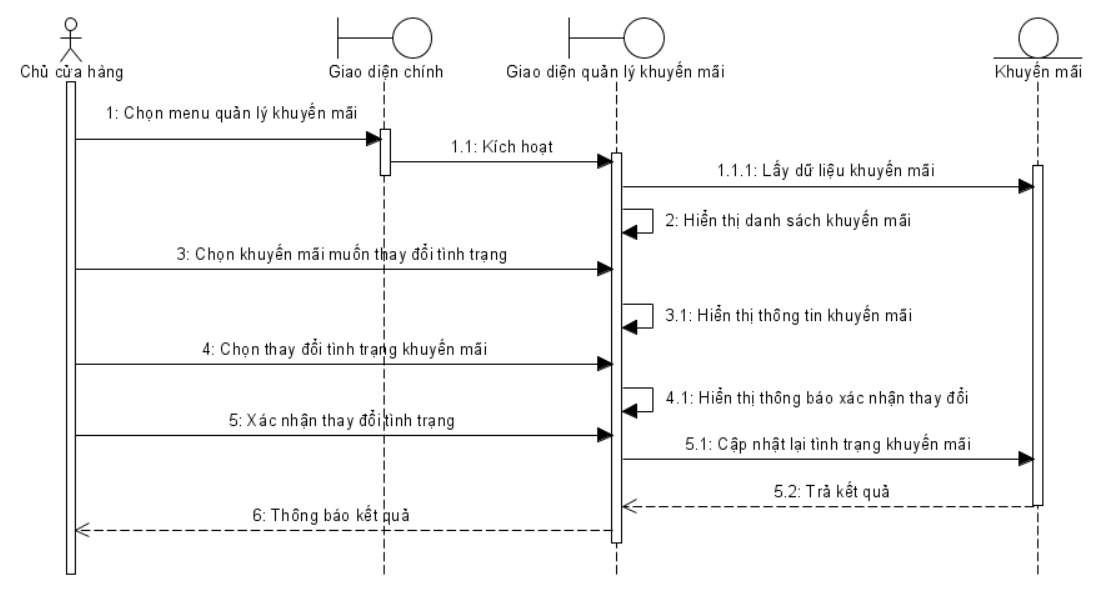 Chủ cửa hàng
Giao diện chính
Giao diện quản lý khuyến mãi
Khuyến mãi
1: Chọn menu quản lý khuyến mãi
1.1: Kích hoạt
1.1.1: Lấy dữ liệu khuyến mãi
2: Hiển thị danh sách khuyến mãi
3: Chọn khuyến mãi muốn thay đổi tình trạng
3.1: Hiển thị thông tin khuyến mãi
4: Chọn thay đổi tình trạng khuyến mãi
4.1: Hiển thị thông báo xác nhận thay đổi
5: Xác nhận thay đổi tình trạng
5.1: Cập nhật lại tình trạng khuyến mãi
5.2: Trả kết quả
6: Thông báo kết quả